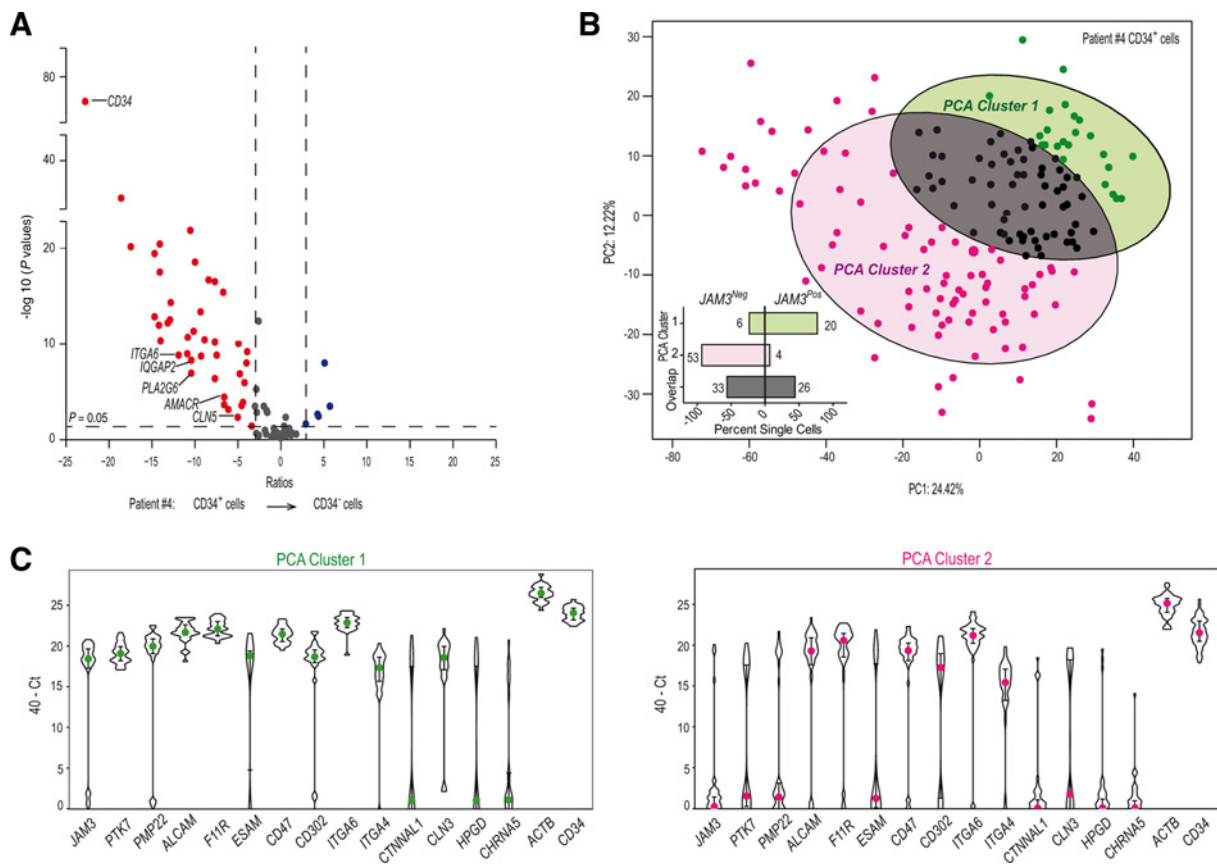 A
80
40
20
10
0
-log 10 (P values)
CD34
ITGA6
IQGAP2
PLA2G6
AMACR
CLN5
P = 0.05
−25 −20 −15 −10 −5 0 5 10 15 20 25
Ratios
Patient #4: CD34+ cells → CD34- cells
B
Patient #4 CD34+ cells
30
20
10
0
-10
-20
-30
PC2: 12.22%
PCA Cluster 1
PCA Cluster 2
JAM3Neg JAM3Pos
PCA Cluster
1 6 20
2 53 4
Overlap 33 26
-100 -50 0 50 100
Percent Single Cells
−80 −60 −40 −20 0 20 40
PC1: 24.42%
C
PCA Cluster 1
25
20
15
10
5
0
40 - Ct
JAM3 PTK7 PMP22 ALCAM F11R ESAM CD47 CD302 ITGA6 ITGA4 CTNNAL1 CLN3 HPGD CHRNA5 ACTB CD34
PCA Cluster 2
25
20
15
10
5
0
40 - Ct
JAM3 PTK7 PMP22 ALCAM F11R ESAM CD47 CD302 ITGA6 ITGA4 CTNNAL1 CLN3 HPGD CHRNA5 ACTB CD34